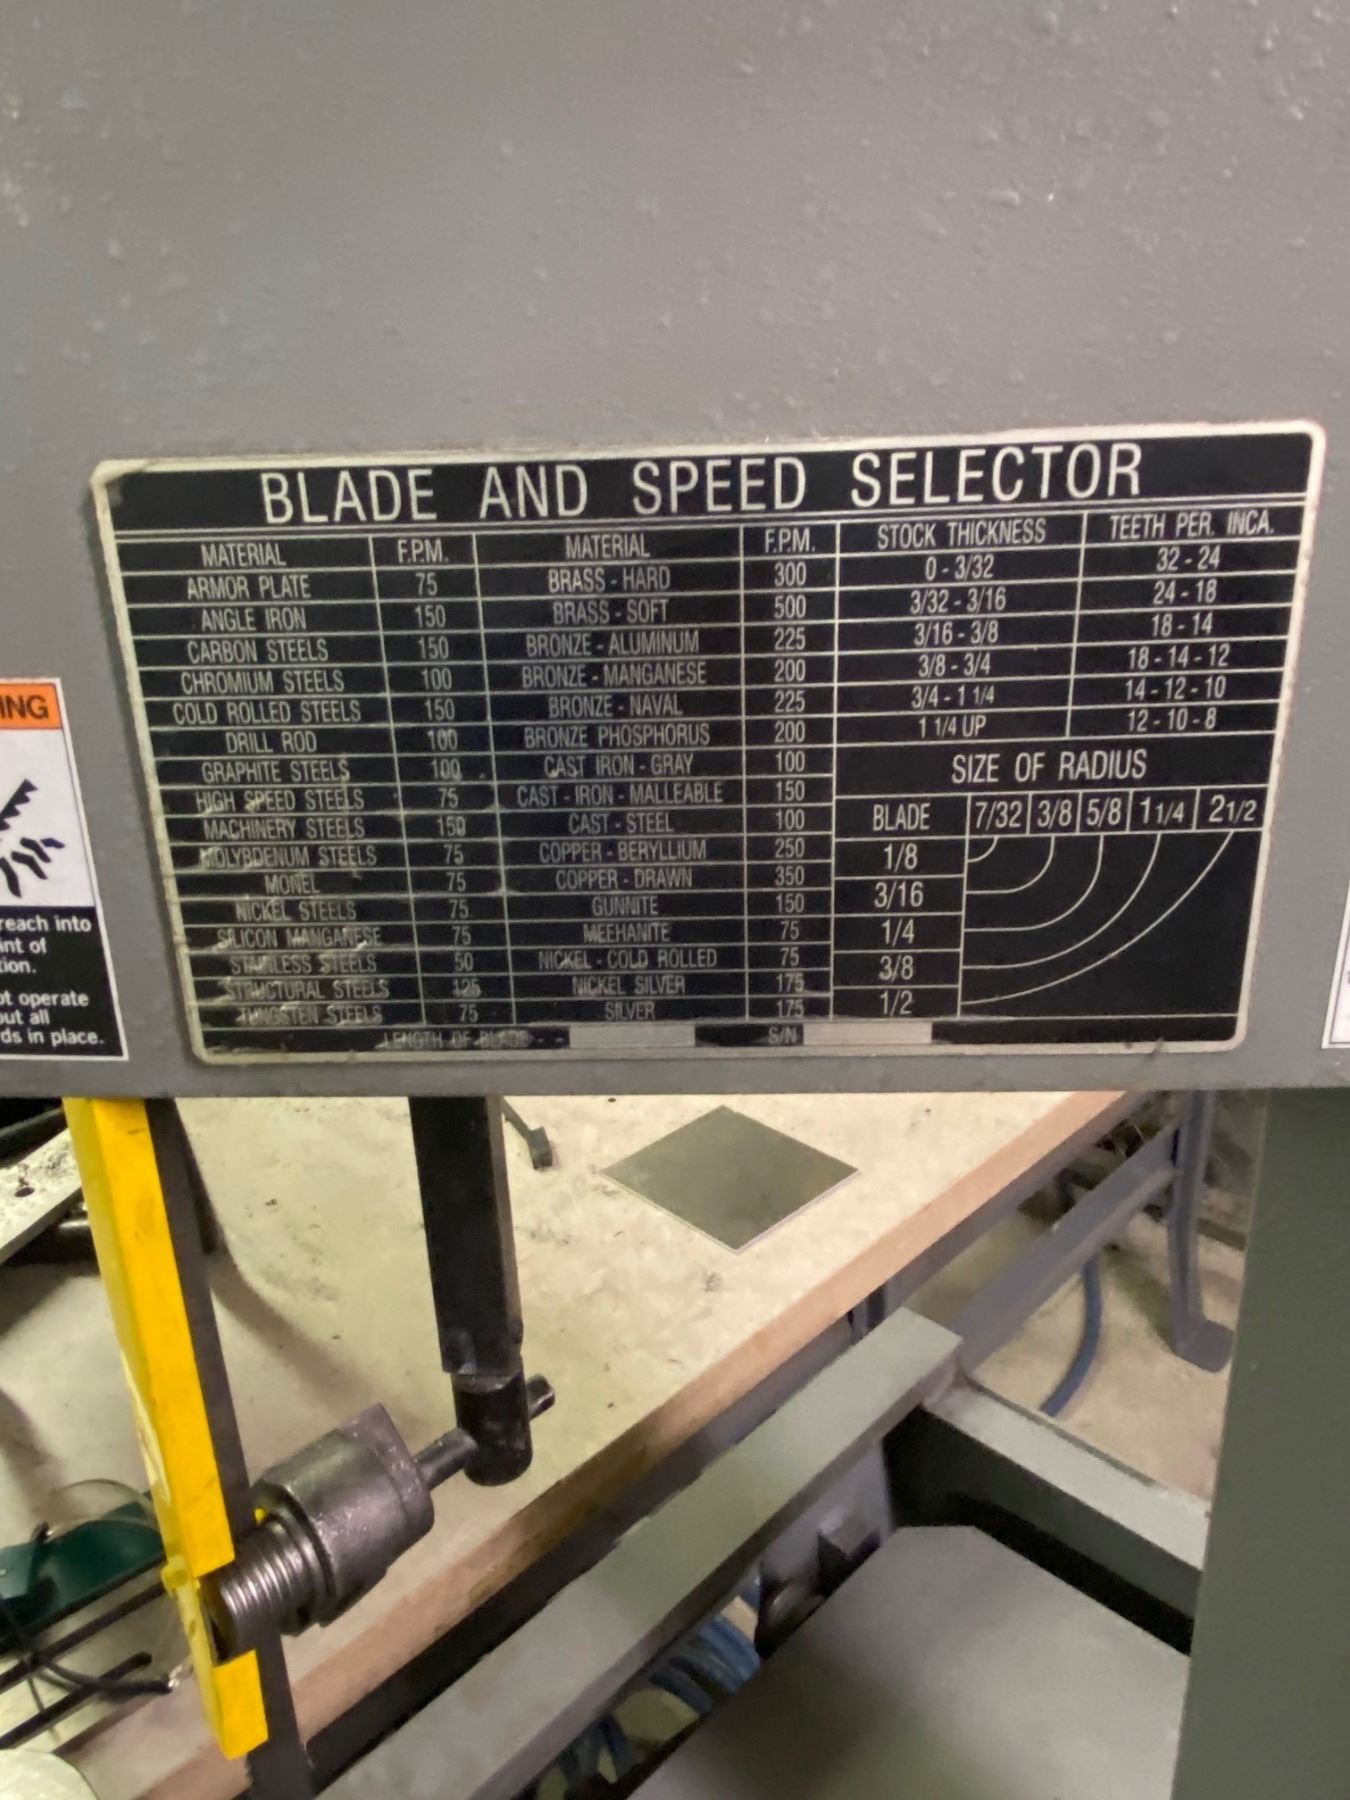 BLADE AND SPEED SELECTOR
MATERIAL F.P.M. MATERIAL F.P.M. STOCK THICKNESS TEETH PER. INCA.
ARMOR PLATE 75 BRASS - HARD 300 0 - 3/32 32 - 24
ANGLE IRON 150 BRASS - SOFT 500 3/32 - 3/16 24 - 18
CARBON STEELS 150 BRONZE - ALUMINUM 225 3/16 - 3/8 18 - 14
CHROMIUM STEELS 100 BRONZE - MANGANESE 200 3/8 - 3/4 18 - 14 - 12
COLD ROLLED STEELS 150 BRONZE - NAVAL 225 3/4 - 1 1/4 14 - 12 - 10
DRILL ROD 100 BRONZE PHOSPHORUS 200 1 1/4 UP 12 - 10 - 8
GRAPHITE STEELS 100 CAST IRON - GRAY 100 SIZE OF RADIUS
HIGH SPEED STEELS 75 CAST - IRON - MALLEABLE 150
MACHINERY STEELS 150 CAST - STEEL 100 BLADE 7/32 3/8 5/8 1 1/4 2 1/2
MOLYBDENUM STEELS 75 COPPER - BERYLLIUM 250 1/8
MONEL 75 COPPER - DRAWN 350 3/16
NICKEL STEELS 75 GUNNITE 150
SILICON MANGANESE 75 MEEHANITE 75 1/4
STAINLESS STEELS 50 NICKEL - COLD ROLLED 75 3/8
STRUCTURAL STEELS 125 NICKEL SILVER 175 1/2
TUNGSTEN STEELS 75 SILVER 175
LENGTH OF BLADE S/N
ING
reach into
int of
ion.
ot operate
out all
ds in place.